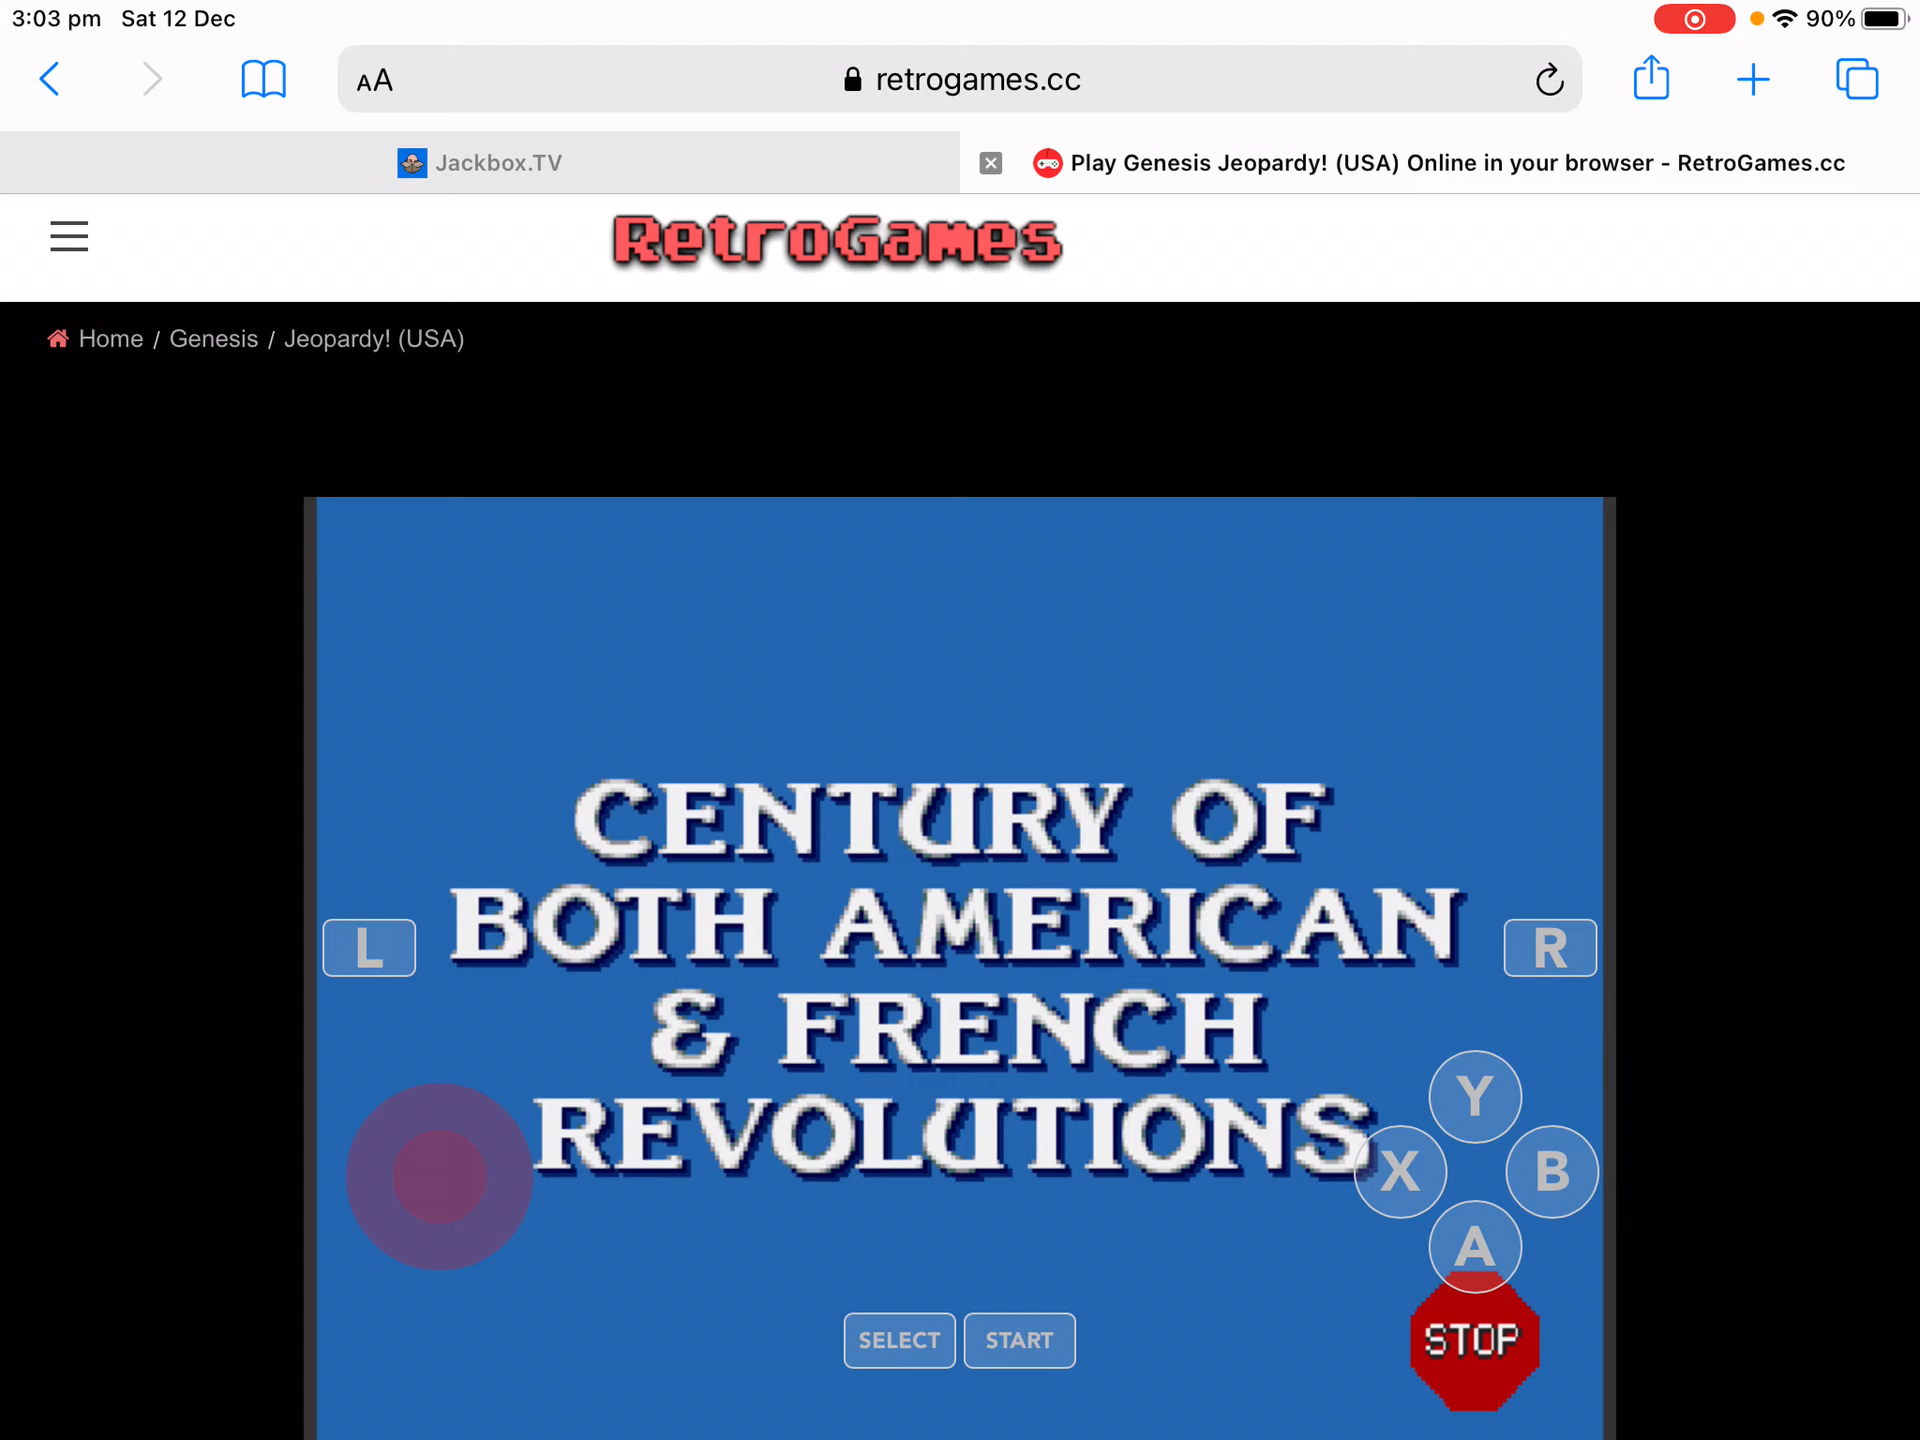 3:03 pm Sat 12 Dec
90%
AA retrogames.cc
Jackbox.TV
Play Genesis Jeopardy! (USA) Online in your browser - RetroGames.cc
RetroGames
Home / Genesis / Jeopardy! (USA)
CENTURY OF
BOTH AMERICAN
& FRENCH
REVOLUTIONS
L
R
Y
X
B
A
SELECT
START
STOP